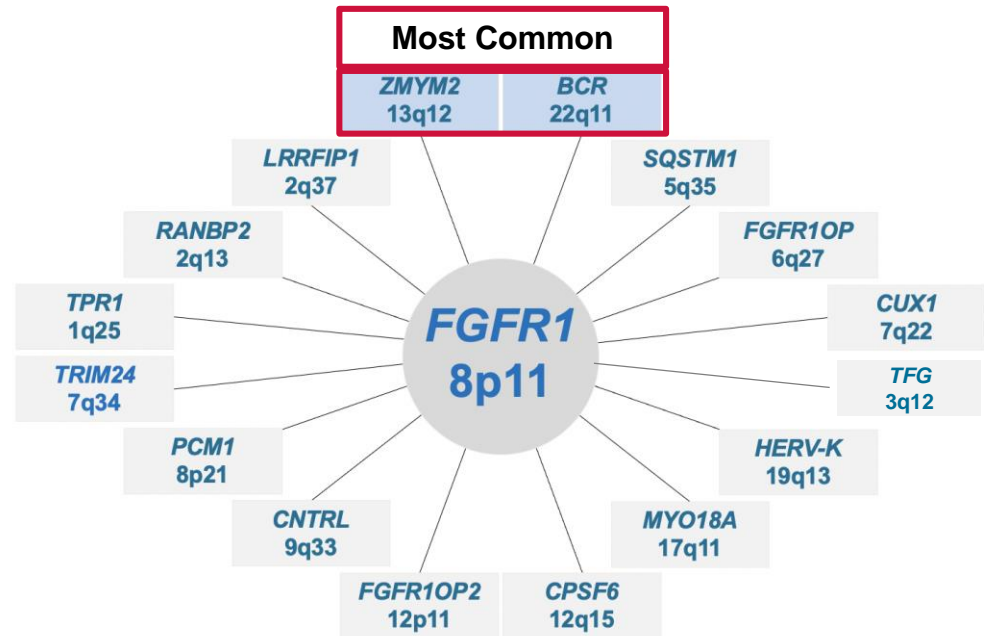 Most Common
ZMYM2
13q12
BCR
22q11
LRRFIP1
2q37
SQSTM1
5q35
RANBP2
2q13
FGFR1OP
6q27
TPR1
1q25
CUX1
7q22
FGFR1
8p11
TRIM24
7q34
TFG
3q12
PCM1
8p21
HERV-K
19q13
CNTRL
9q33
MYO18A
17q11
FGFR1OP2
12p11
CPSF6
12q15